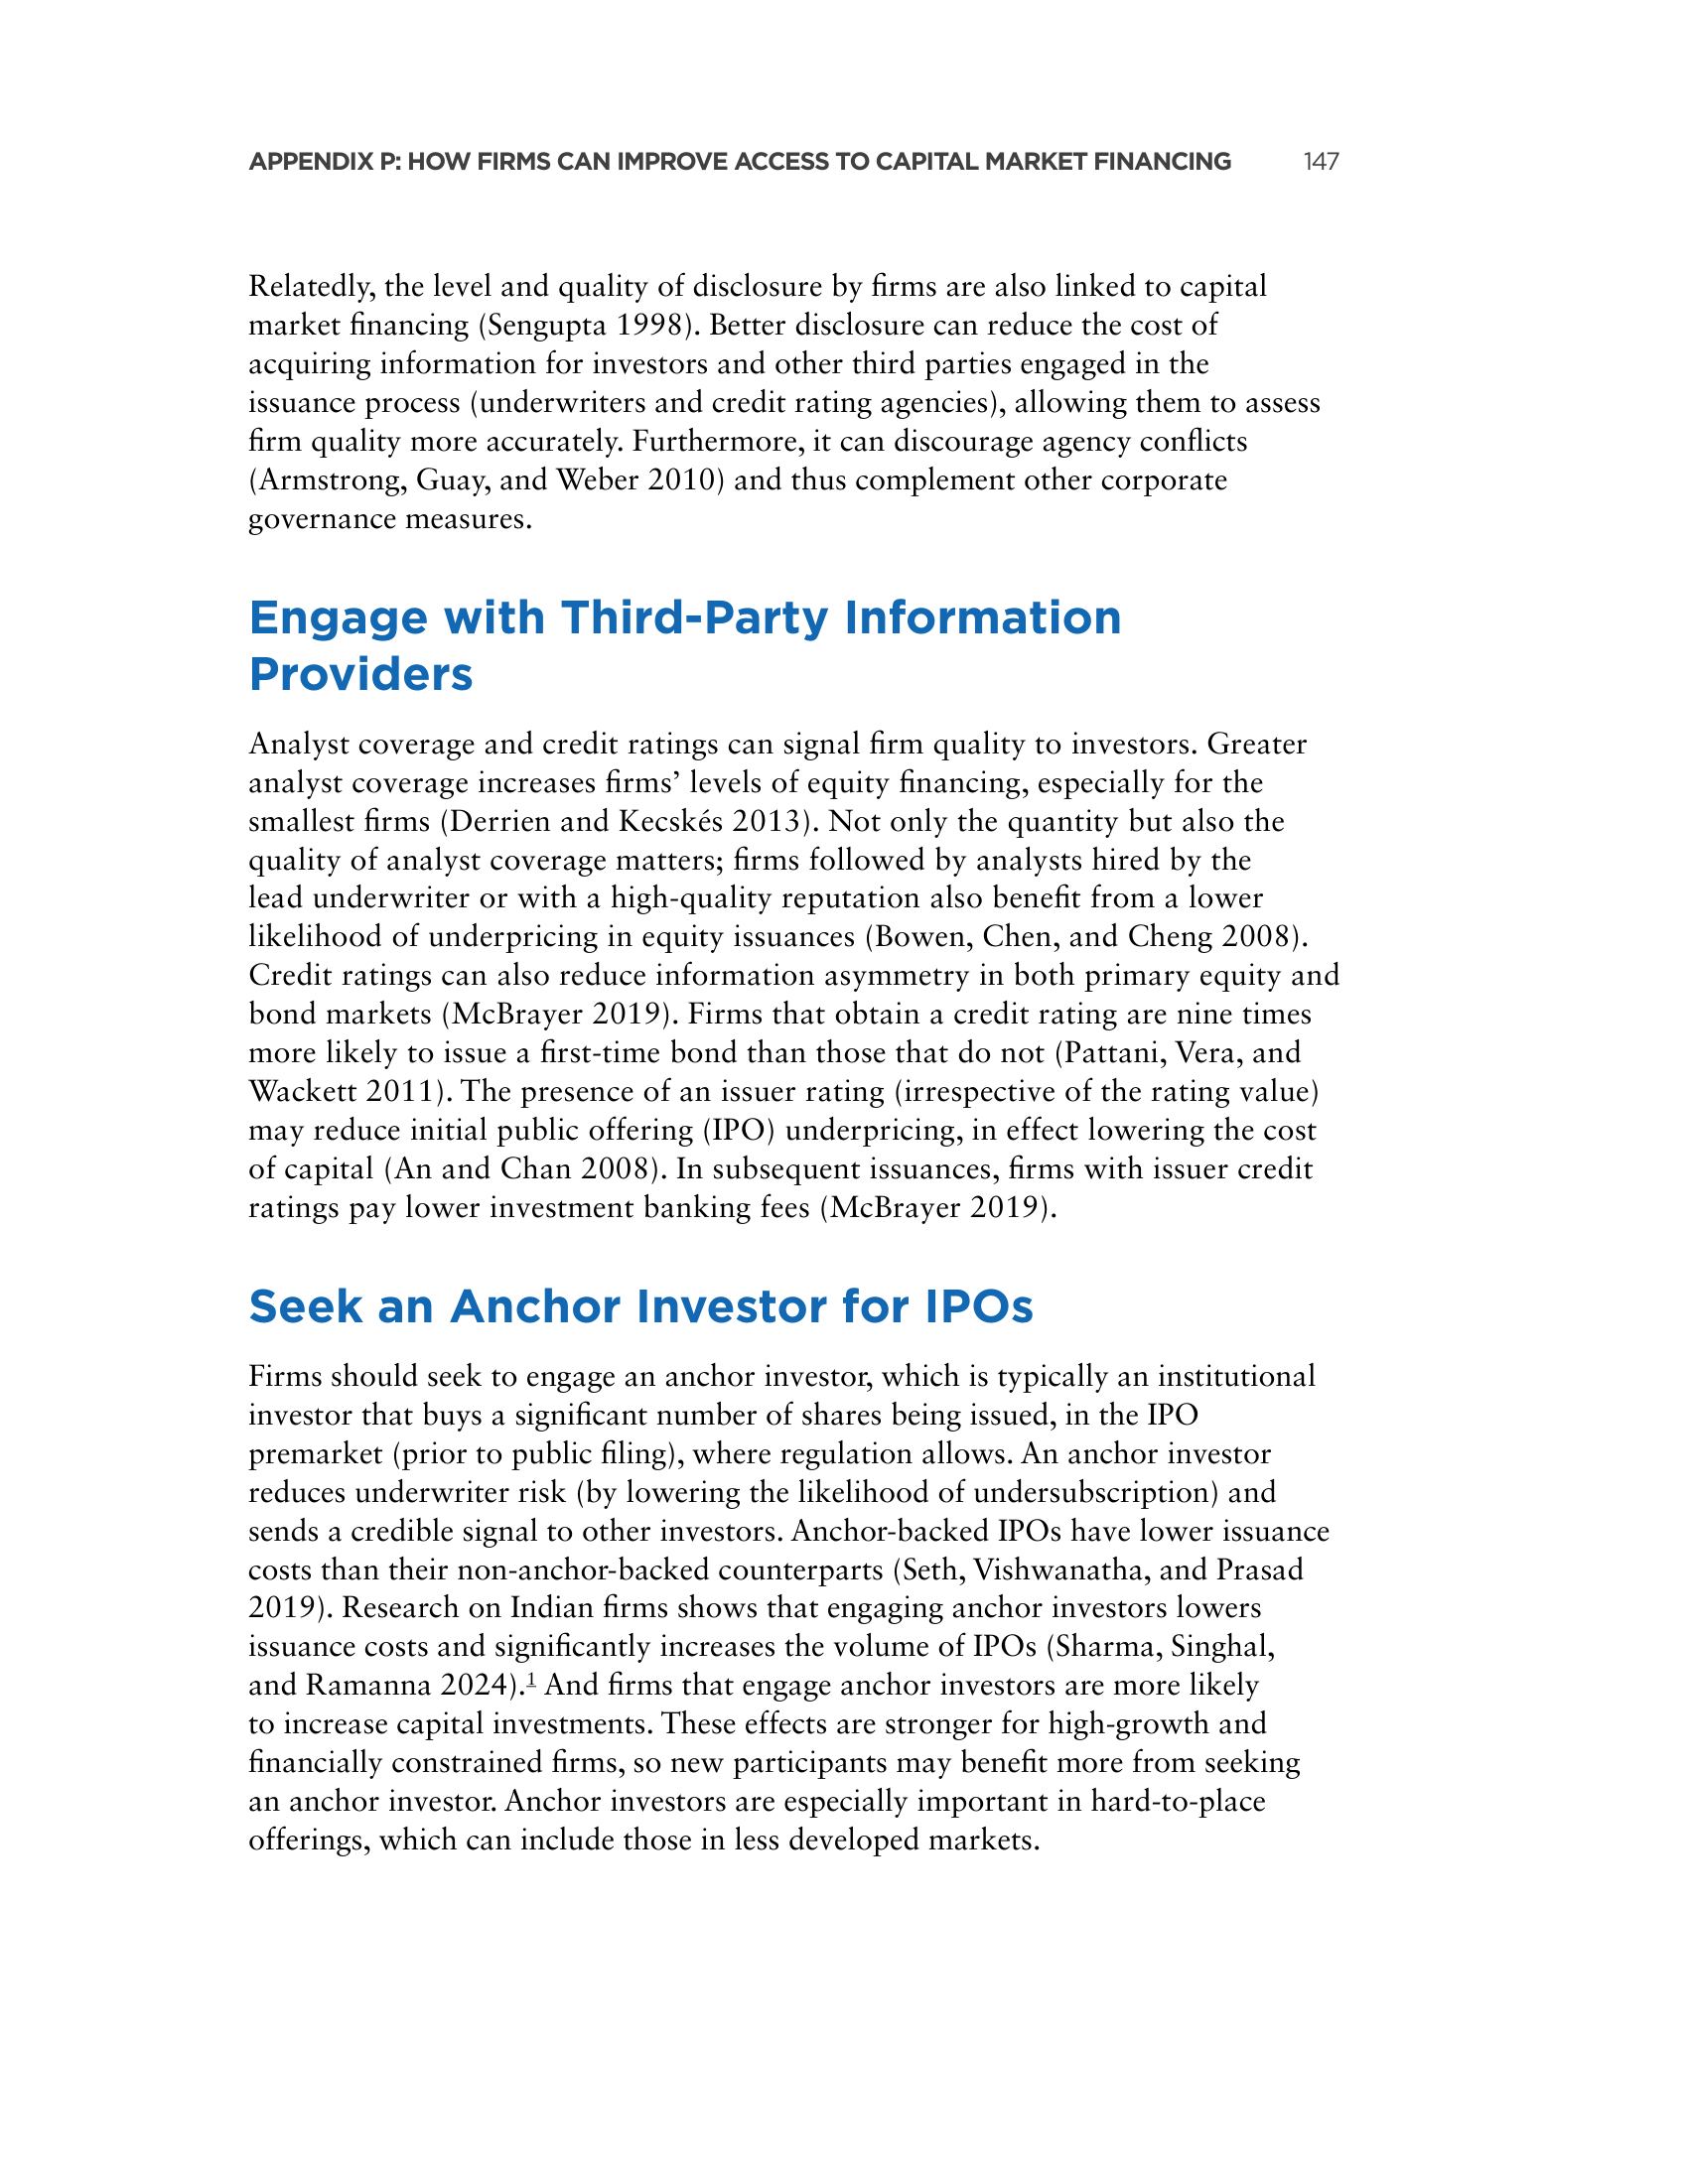 APPENDIX P: HOW FIRMS CAN IMPROVE ACCESS TO CAPITAL MARKET FINANCING 147
Relatedly, the level and quality of disclosure by firms are also linked to capital
market financing (Sengupta 1998). Better disclosure can reduce the cost of
acquiring information for investors and other third parties engaged in the
issuance process (underwriters and credit rating agencies), allowing them to assess
firm quality more accurately. Furthermore, it can discourage agency conflicts
(Armstrong, Guay, and Weber 2010) and thus complement other corporate
governance measures.
Engage with Third-Party Information
Providers
Analyst coverage and credit ratings can signal firm quality to investors. Greater
analyst coverage increases firms’ levels of equity financing, especially for the
smallest firms (Derrien and Kecskés 2013). Not only the quantity but also the
quality of analyst coverage matters; firms followed by analysts hired by the
lead underwriter or with a high-quality reputation also benefit from a lower
likelihood of underpricing in equity issuances (Bowen, Chen, and Cheng 2008).
Credit ratings can also reduce information asymmetry in both primary equity and
bond markets (McBrayer 2019). Firms that obtain a credit rating are nine times
more likely to issue a first-time bond than those that do not (Pattani, Vera, and
Wackett 2011). The presence of an issuer rating (irrespective of the rating value)
may reduce initial public offering (IPO) underpricing, in effect lowering the cost
of capital (An and Chan 2008). In subsequent issuances, firms with issuer credit
ratings pay lower investment banking fees (McBrayer 2019).
Seek an Anchor Investor for IPOs
Firms should seek to engage an anchor investor, which is typically an institutional
investor that buys a significant number of shares being issued, in the IPO
premarket (prior to public filing), where regulation allows. An anchor investor
reduces underwriter risk (by lowering the likelihood of undersubscription) and
sends a credible signal to other investors. Anchor-backed IPOs have lower issuance
costs than their non-anchor-backed counterparts (Seth, Vishwanatha, and Prasad
2019). Research on Indian firms shows that engaging anchor investors lowers
issuance costs and significantly increases the volume of IPOs (Sharma, Singhal,
and Ramanna 2024).1 And firms that engage anchor investors are more likely
to increase capital investments. These effects are stronger for high-growth and
financially constrained firms, so new participants may benefit more from seeking
an anchor investor. Anchor investors are especially important in hard-to-place
offerings, which can include those in less developed markets.